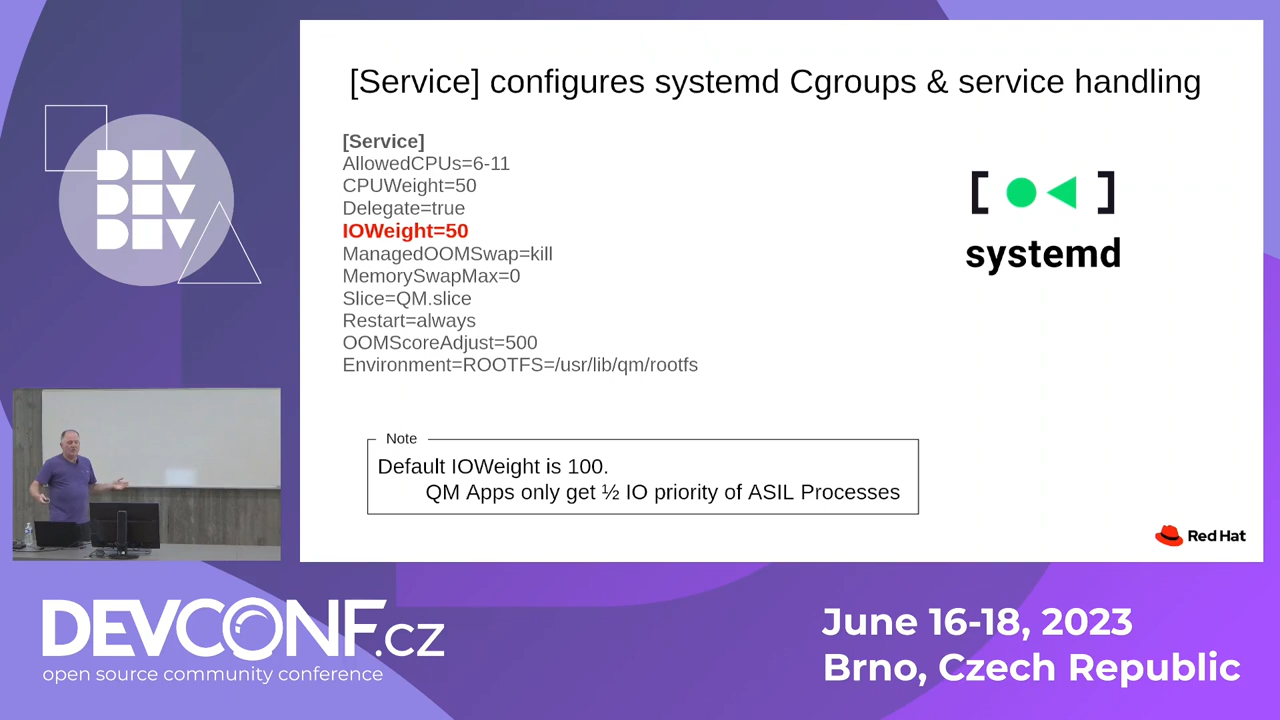 [Service] configures systemd Cgroups & service handling
[Service]
AllowedCPUs=6-11
CPUWeight=50
Delegate=true
IOWeight=50
ManagedOOMSwap=kill
MemorySwapMax=0
Slice=QM.slice
Restart=always
OOMScoreAdjust=500
Environment=ROOTFS=/usr/lib/qm/rootfs
systemd
Note
Default IOWeight is 100.
QM Apps only get ½ IO priority of ASIL Processes
Red Hat
DEV
DEV
DEV
DEVCONF.cz
open source community conference
June 16-18, 2023
Brno, Czech Republic